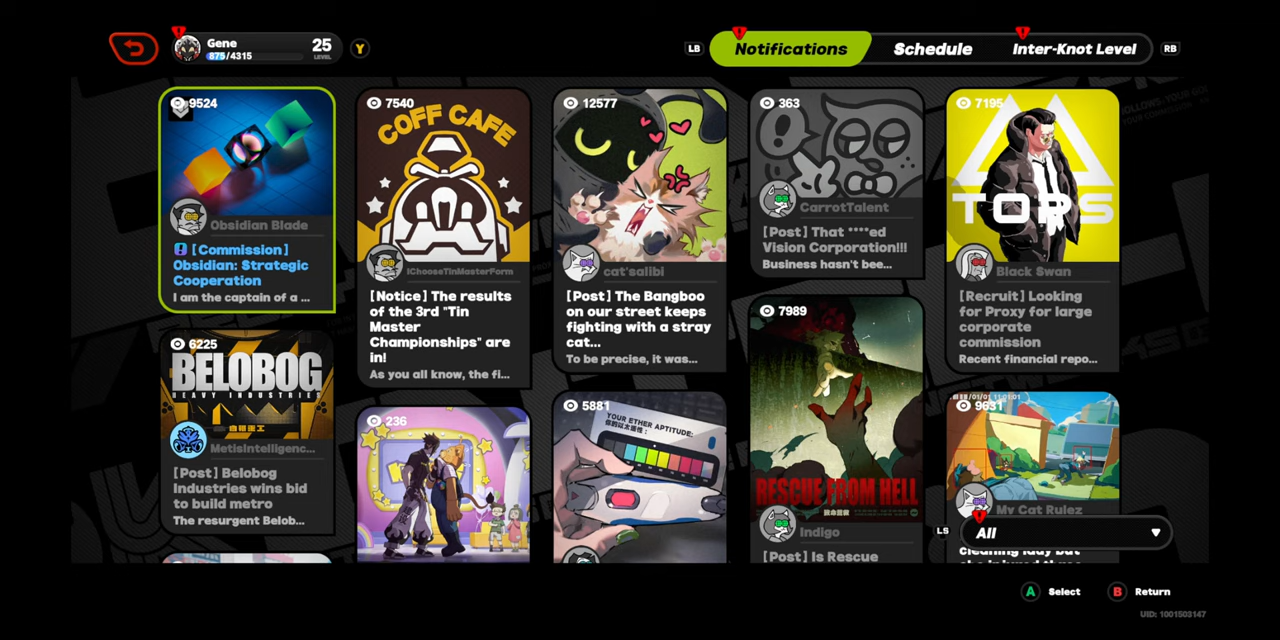 Gene
875/4315
25
LEVEL
Y
LB
Notifications
Schedule
Inter-Knot Level
RB
9524
Obsidian Blade
[Commission]
Obsidian: Strategic
Cooperation
I am the captain of a ...
6225
BELOBOG
HEAVY INDUSTRIES
MetisIntelligenc...
[Post] Belobog
Industries wins bid
to build metro
The resurgent Belob...
7540
COFF CAFE
IChooseTinMasterForm
[Notice] The results
of the 3rd "Tin
Master
Championships" are
in!
As you all know, the fi...
236
12577
cat'salibi
[Post] The Bangboo
on our street keeps
fighting with a stray
cat...
To be precise, it was...
5881
YOUR ETHER APTITUDE:
你的以太适性:
363
CarrotTalent
[Post] That ****ed
Vision Corporation!!!
Business hasn't bee...
7989
RESCUE FROM HELL
Indigo
[Post] Is Rescue
7195
TOPS
Black Swan
[Recruit] Looking
for Proxy for large
corporate
commission
Recent financial repo...
9631
My Cat Rulez
Cleaning lady but
LS
All
A
Select
B
Return
UID: 1001503147